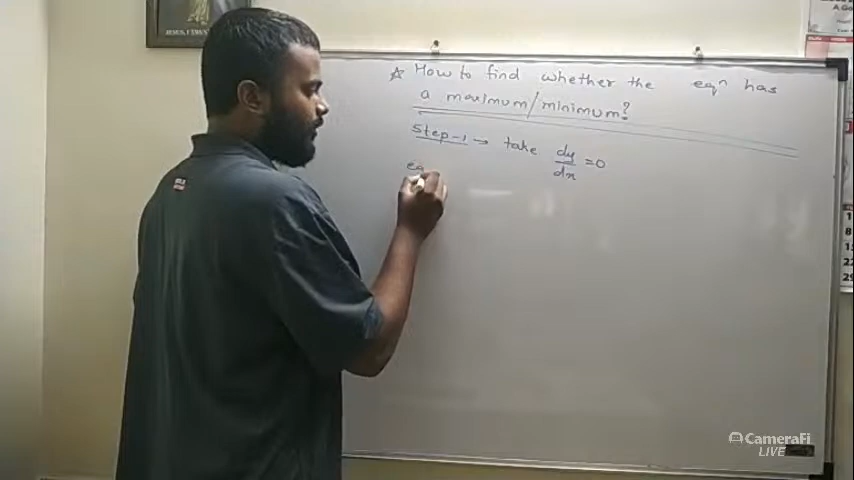 JESUS, I TRUST
☆ How to find whether the eqⁿ has
a maximum/minimum?
Step-1 → take dy/dx =0
eq
CameraFi
LIVE